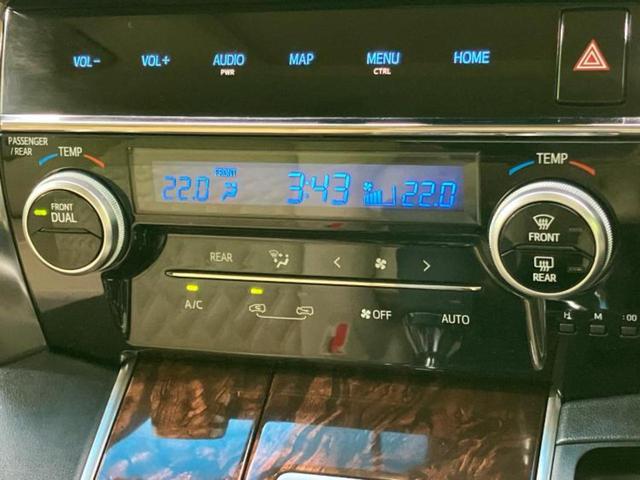 VOL− VOL+ AUDIO MAP MENU HOME
PWR CTRL
PASSENGER
/ REAR
TEMP
FRONT
22.0 3:43 22.0
TEMP
FRONT
DUAL
FRONT
REAR
REAR < >
A/C
OFF AUTO
H M :00